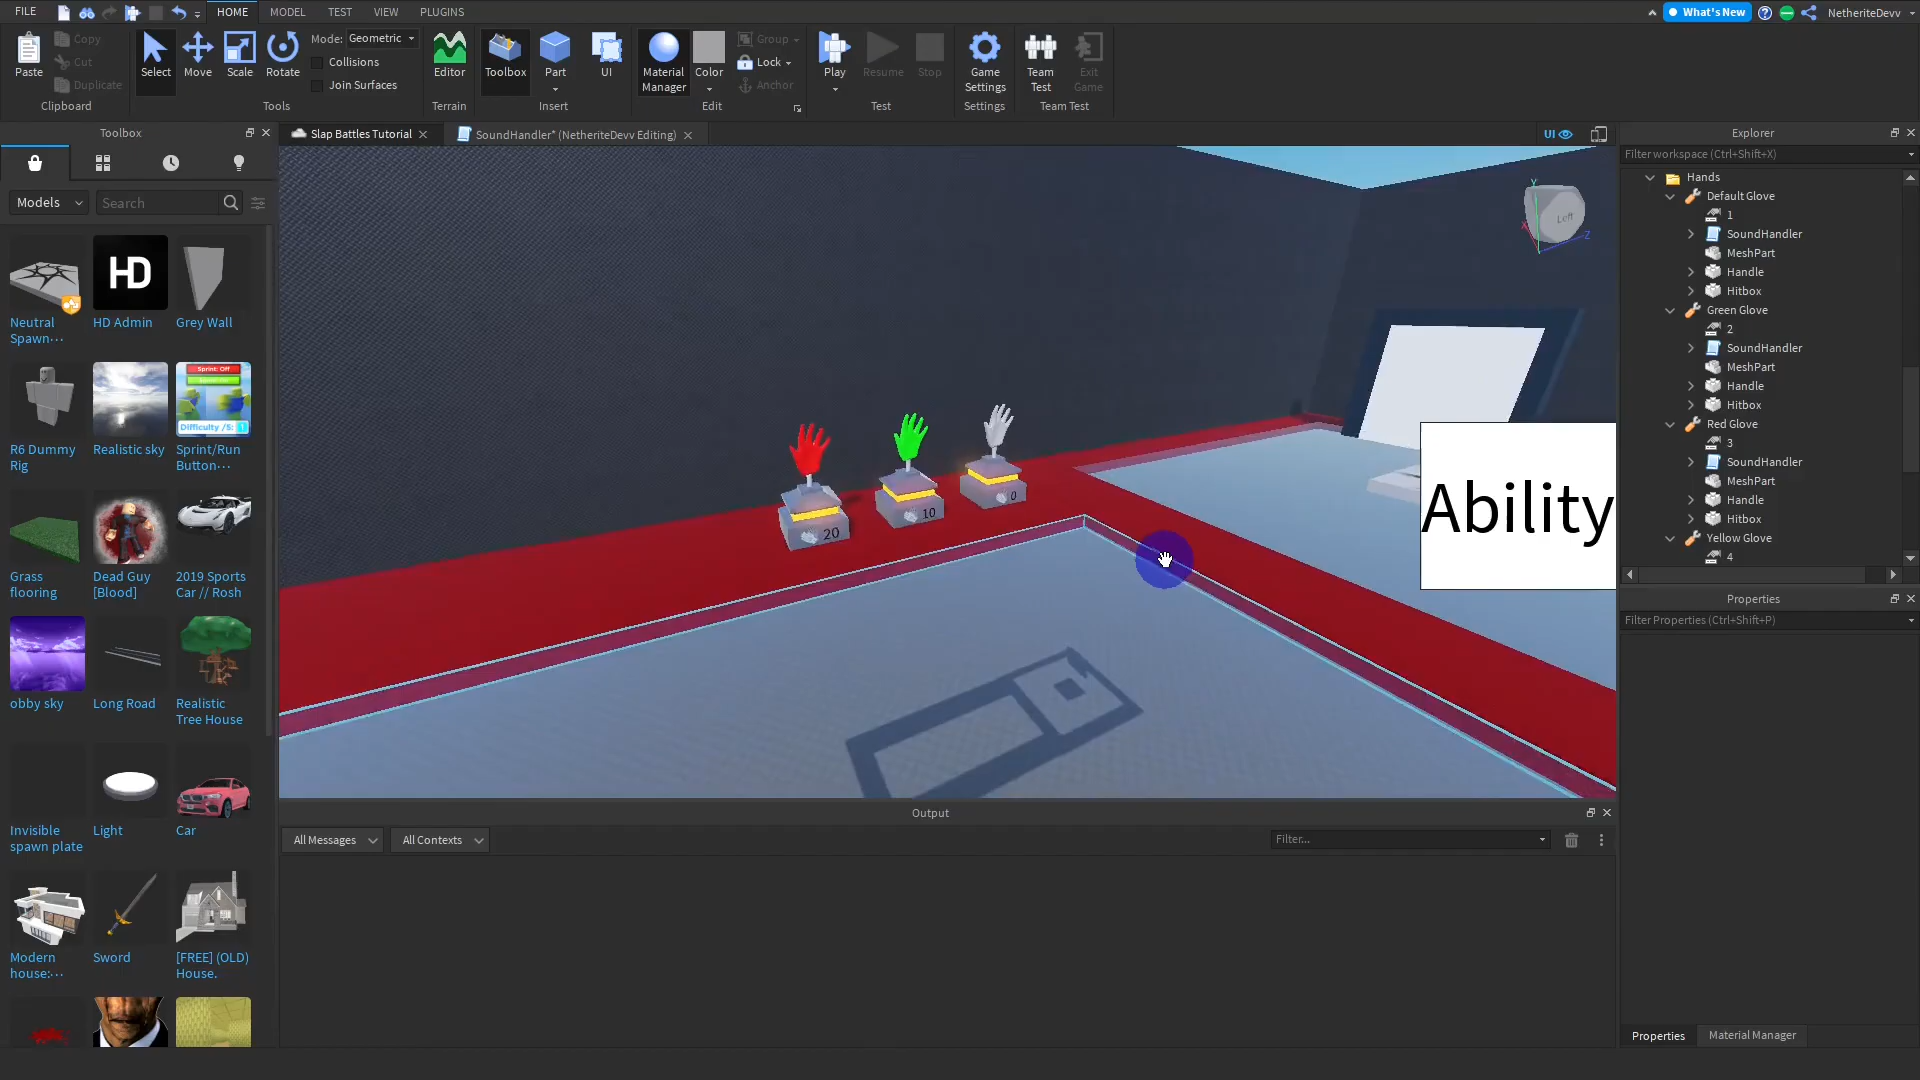 FILE
HOME
MODEL
TEST
VIEW
PLUGINS
What's New
NetheriteDevv
Paste
Copy
Cut
Duplicate
Clipboard
Select
Move
Scale
Rotate
Mode:
Geometric
Collisions
Join Surfaces
Tools
Editor
Terrain
Toolbox
Part
UI
Insert
Material
Manager
Color
Group
Lock
Anchor
Edit
Play
Resume
Stop
Test
Game
Settings
Settings
Team
Test
Exit
Game
Team Test
Toolbox
Slap Battles Tutorial
SoundHandler* (NetheriteDevv Editing)
UI
Models
Search
Neutral
Spawn…
HD
HD Admin
Grey Wall
R6 Dummy
Rig
Realistic sky
Sprint: Off
Difficulty /5: 1
Sprint/Run
Button…
Grass
flooring
Dead Guy
[Blood]
2019 Sports
Car // Rosh
obby sky
Long Road
Realistic
Tree House
Invisible
spawn plate
Light
Car
Modern
house:…
Sword
[FREE] (OLD)
House.
20
10
0
Y
Left
X
Z
Ability
Output
All Messages
All Contexts
Filter...
Explorer
Filter workspace (Ctrl+Shift+X)
Hands
Default Glove
1
SoundHandler
MeshPart
Handle
Hitbox
Green Glove
2
SoundHandler
MeshPart
Handle
Hitbox
Red Glove
3
SoundHandler
MeshPart
Handle
Hitbox
Yellow Glove
4
Properties
Filter Properties (Ctrl+Shift+P)
Properties
Material Manager